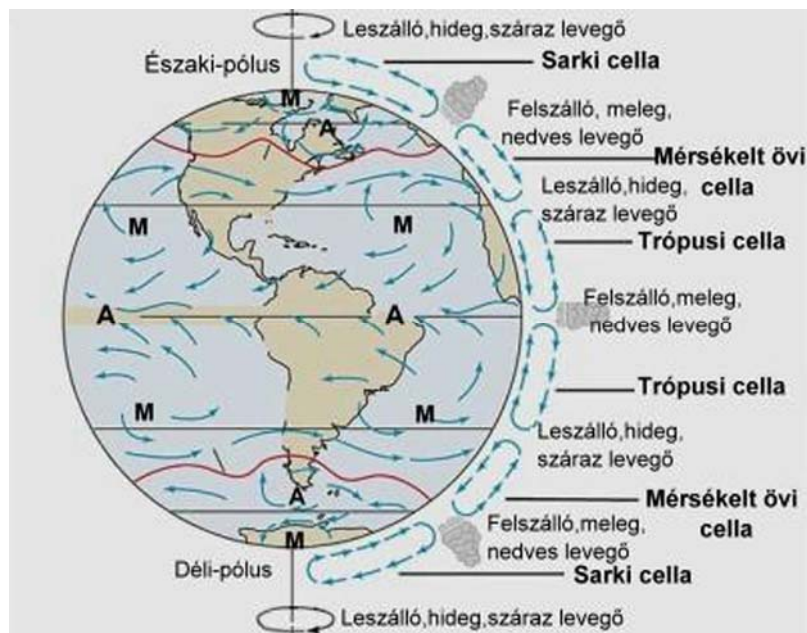 Leszálló,hideg,száraz levegő
Északi-pólus
Sarki cella
M
A
Felszálló, meleg,
nedves levegő
Mérsékelt övi
cella
Leszálló,hideg,
száraz levegő
M
M
Trópusi cella
Felszálló,meleg,
nedves levegő
A
A
Trópusi cella
M
M
Leszálló,hideg,
száraz levegő
A
Mérsékelt övi
cella
Felszálló,meleg,
nedves levegő
M
Déli-pólus
Sarki cella
Leszálló,hideg,száraz levegő